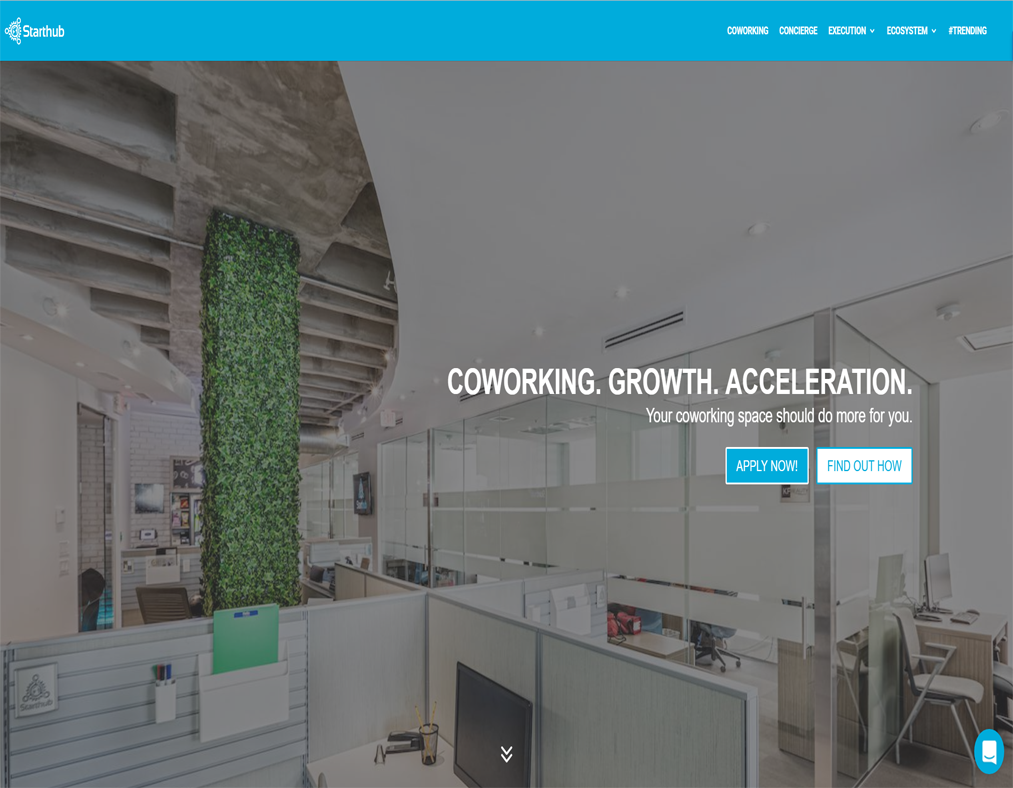 Starthub
COWORKING CONCIERGE EXECUTION ECOSYSTEM #TRENDING
COWORKING. GROWTH. ACCELERATION.
Your coworking space should do more for you.
APPLY NOW! FIND OUT HOW
Starthub